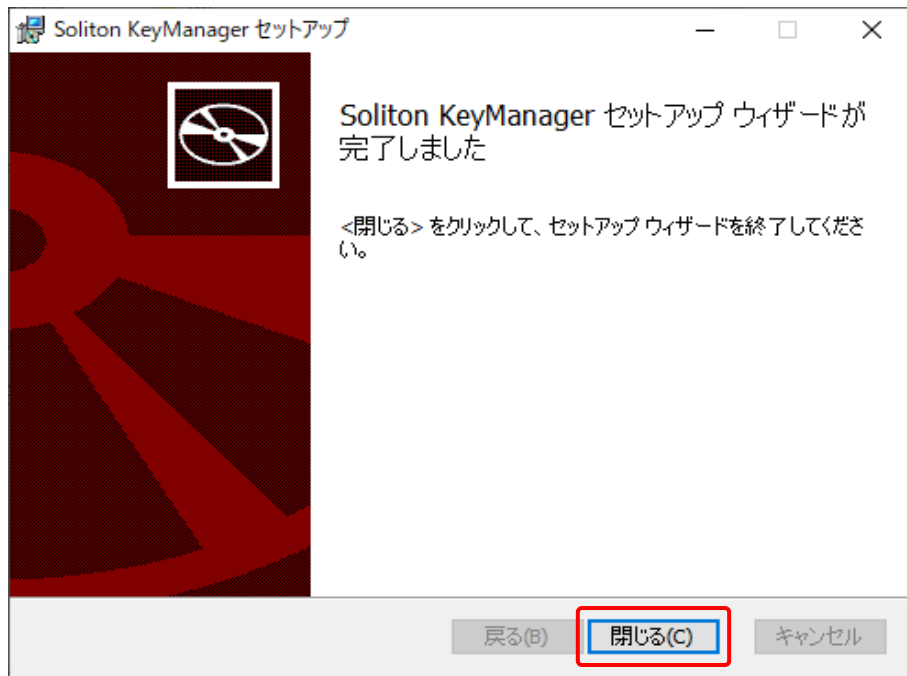 Soliton KeyManager セットアップ
Soliton KeyManager セットアップ ウィザードが
完了しました
<閉じる> をクリックして、セットアップ ウィザードを終了してくださ
い。
戻る(B) 閉じる(C) キャンセル